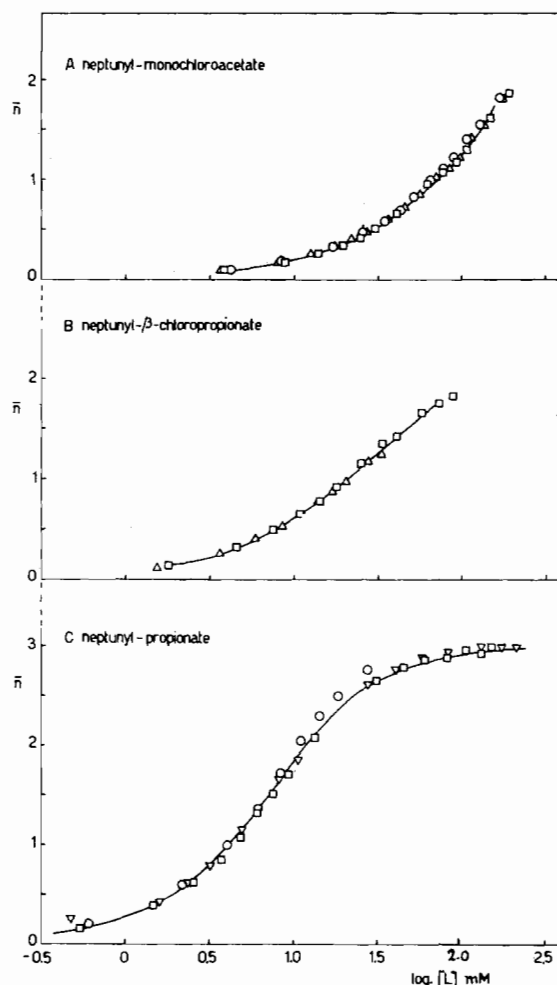 A neptunyl-monochloroacetate
2
n̄
1
0
B neptunyl-β-chloropropionate
2
n̄
1
0
3
C neptunyl-propionate
n̄
2
1
0
-0.5 0 0,5 1,0 1,5 2.0 2,5
log. [L] mM